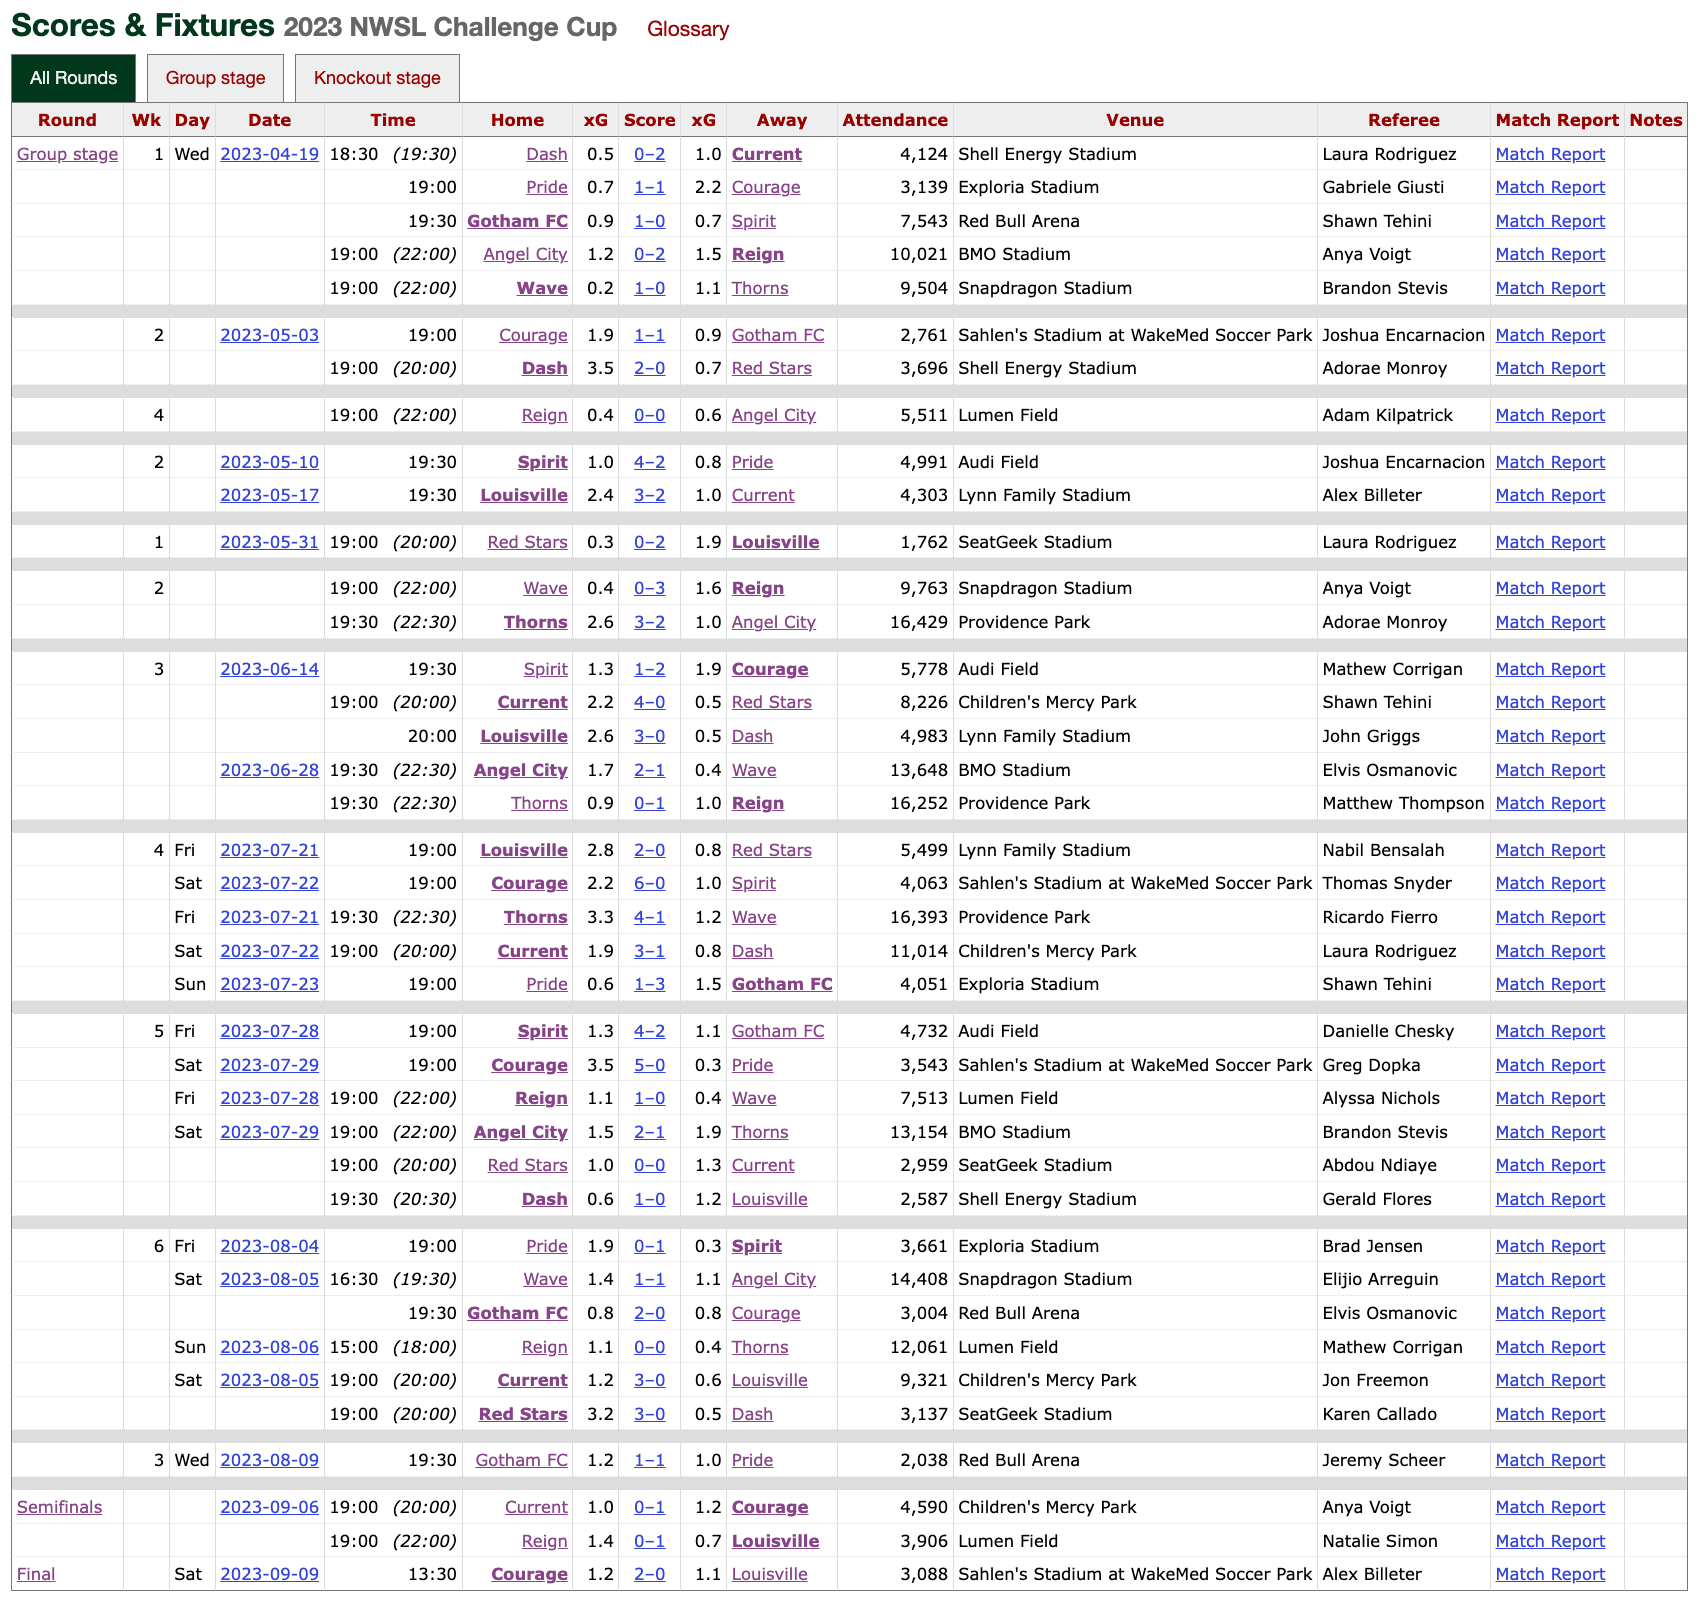 Scores & Fixtures 2023 NWSL Challenge Cup Glossary
All Rounds Group stage Knockout stage
Round Wk Day Date Time Home xG Score xG Away Attendance Venue Referee Match Report Notes
Group stage 1 Wed 2023-04-19 18:30 (19:30) Dash 0.5 0–2 1.0 Current 4,124 Shell Energy Stadium Laura Rodriguez Match Report
19:00 Pride 0.7 1–1 2.2 Courage 3,139 Exploria Stadium Gabriele Giusti Match Report
19:30 Gotham FC 0.9 1–0 0.7 Spirit 7,543 Red Bull Arena Shawn Tehini Match Report
19:00 (22:00) Angel City 1.2 0–2 1.5 Reign 10,021 BMO Stadium Anya Voigt Match Report
19:00 (22:00) Wave 0.2 1–0 1.1 Thorns 9,504 Snapdragon Stadium Brandon Stevis Match Report
2 2023-05-03 19:00 Courage 1.9 1–1 0.9 Gotham FC 2,761 Sahlen's Stadium at WakeMed Soccer Park Joshua Encarnacion Match Report
19:00 (20:00) Dash 3.5 2–0 0.7 Red Stars 3,696 Shell Energy Stadium Adorae Monroy Match Report
4 19:00 (22:00) Reign 0.4 0–0 0.6 Angel City 5,511 Lumen Field Adam Kilpatrick Match Report
2 2023-05-10 19:30 Spirit 1.0 4–2 0.8 Pride 4,991 Audi Field Joshua Encarnacion Match Report
2023-05-17 19:30 Louisville 2.4 3–2 1.0 Current 4,303 Lynn Family Stadium Alex Billeter Match Report
1 2023-05-31 19:00 (20:00) Red Stars 0.3 0–2 1.9 Louisville 1,762 SeatGeek Stadium Laura Rodriguez Match Report
2 19:00 (22:00) Wave 0.4 0–3 1.6 Reign 9,763 Snapdragon Stadium Anya Voigt Match Report
19:30 (22:30) Thorns 2.6 3–2 1.0 Angel City 16,429 Providence Park Adorae Monroy Match Report
3 2023-06-14 19:30 Spirit 1.3 1–2 1.9 Courage 5,778 Audi Field Mathew Corrigan Match Report
19:00 (20:00) Current 2.2 4–0 0.5 Red Stars 8,226 Children's Mercy Park Shawn Tehini Match Report
20:00 Louisville 2.6 3–0 0.5 Dash 4,983 Lynn Family Stadium John Griggs Match Report
2023-06-28 19:30 (22:30) Angel City 1.7 2–1 0.4 Wave 13,648 BMO Stadium Elvis Osmanovic Match Report
19:30 (22:30) Thorns 0.9 0–1 1.0 Reign 16,252 Providence Park Matthew Thompson Match Report
4 Fri 2023-07-21 19:00 Louisville 2.8 2–0 0.8 Red Stars 5,499 Lynn Family Stadium Nabil Bensalah Match Report
Sat 2023-07-22 19:00 Courage 2.2 6–0 1.0 Spirit 4,063 Sahlen's Stadium at WakeMed Soccer Park Thomas Snyder Match Report
Fri 2023-07-21 19:30 (22:30) Thorns 3.3 4–1 1.2 Wave 16,393 Providence Park Ricardo Fierro Match Report
Sat 2023-07-22 19:00 (20:00) Current 1.9 3–1 0.8 Dash 11,014 Children's Mercy Park Laura Rodriguez Match Report
Sun 2023-07-23 19:00 Pride 0.6 1–3 1.5 Gotham FC 4,051 Exploria Stadium Shawn Tehini Match Report
5 Fri 2023-07-28 19:00 Spirit 1.3 4–2 1.1 Gotham FC 4,732 Audi Field Danielle Chesky Match Report
Sat 2023-07-29 19:00 Courage 3.5 5–0 0.3 Pride 3,543 Sahlen's Stadium at WakeMed Soccer Park Greg Dopka Match Report
Fri 2023-07-28 19:00 (22:00) Reign 1.1 1–0 0.4 Wave 7,513 Lumen Field Alyssa Nichols Match Report
Sat 2023-07-29 19:00 (22:00) Angel City 1.5 2–1 1.9 Thorns 13,154 BMO Stadium Brandon Stevis Match Report
19:00 (20:00) Red Stars 1.0 0–0 1.3 Current 2,959 SeatGeek Stadium Abdou Ndiaye Match Report
19:30 (20:30) Dash 0.6 1–0 1.2 Louisville 2,587 Shell Energy Stadium Gerald Flores Match Report
6 Fri 2023-08-04 19:00 Pride 1.9 0–1 0.3 Spirit 3,661 Exploria Stadium Brad Jensen Match Report
Sat 2023-08-05 16:30 (19:30) Wave 1.4 1–1 1.1 Angel City 14,408 Snapdragon Stadium Elijio Arreguin Match Report
19:30 Gotham FC 0.8 2–0 0.8 Courage 3,004 Red Bull Arena Elvis Osmanovic Match Report
Sun 2023-08-06 15:00 (18:00) Reign 1.1 0–0 0.4 Thorns 12,061 Lumen Field Mathew Corrigan Match Report
Sat 2023-08-05 19:00 (20:00) Current 1.2 3–0 0.6 Louisville 9,321 Children's Mercy Park Jon Freemon Match Report
19:00 (20:00) Red Stars 3.2 3–0 0.5 Dash 3,137 SeatGeek Stadium Karen Callado Match Report
3 Wed 2023-08-09 19:30 Gotham FC 1.2 1–1 1.0 Pride 2,038 Red Bull Arena Jeremy Scheer Match Report
Semifinals 2023-09-06 19:00 (20:00) Current 1.0 0–1 1.2 Courage 4,590 Children's Mercy Park Anya Voigt Match Report
19:00 (22:00) Reign 1.4 0–1 0.7 Louisville 3,906 Lumen Field Natalie Simon Match Report
Final Sat 2023-09-09 13:30 Courage 1.2 2–0 1.1 Louisville 3,088 Sahlen's Stadium at WakeMed Soccer Park Alex Billeter Match Report